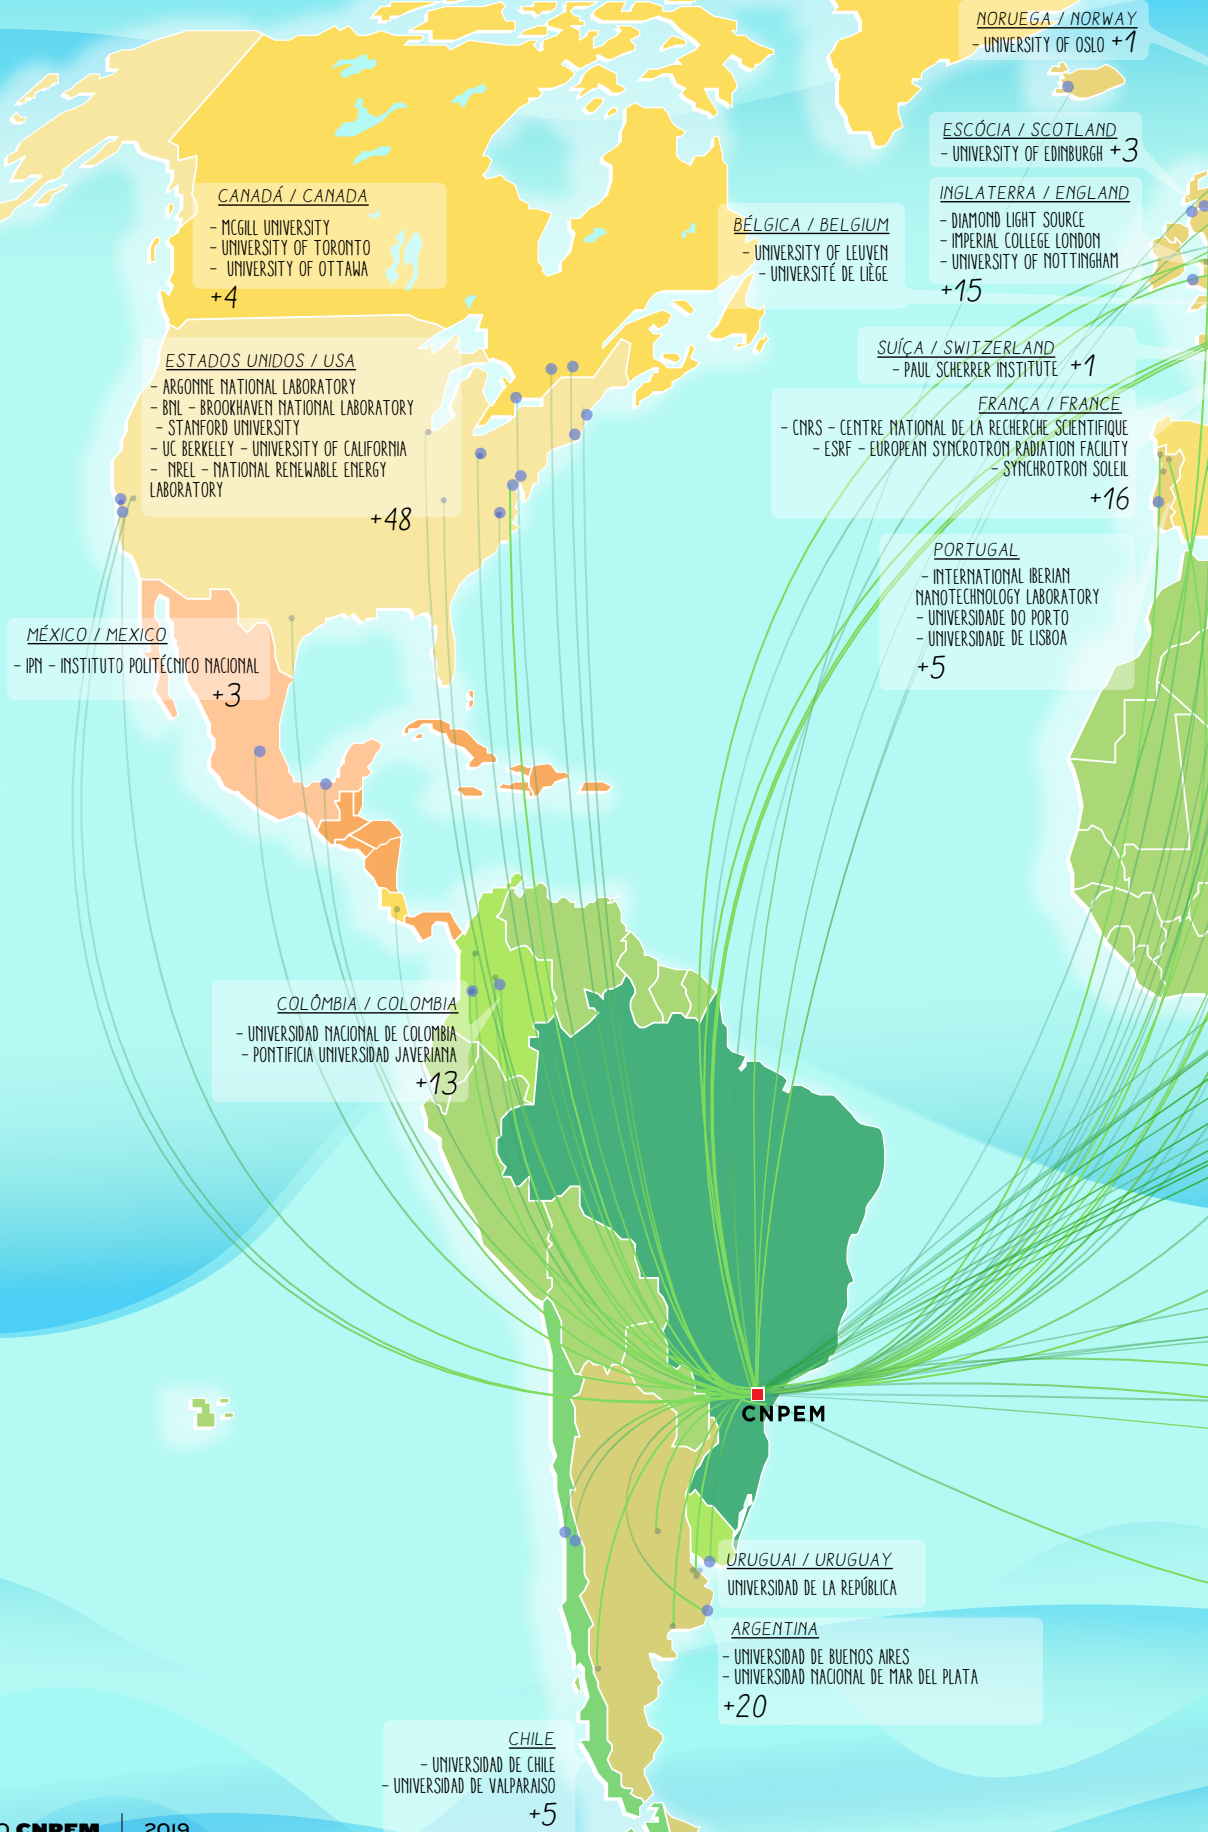 NORUEGA / NORWAY
- UNIVERSITY OF OSLO +1
ESCÓCIA / SCOTLAND
- UNIVERSITY OF EDINBURGH +3
CANADÁ / CANADA
- MCGILL UNIVERSITY
- UNIVERSITY OF TORONTO
- UNIVERSITY OF OTTAWA
+4
BÉLGICA / BELGIUM
- UNIVERSITY OF LEUVEN
- UNIVERSITÉ DE LIÈGE
INGLATERRA / ENGLAND
- DIAMOND LIGHT SOURCE
- IMPERIAL COLLEGE LONDON
- UNIVERSITY OF NOTTINGHAM
+15
ESTADOS UNIDOS / USA
- ARGONNE NATIONAL LABORATORY
- BNL - BROOKHAVEN NATIONAL LABORATORY
- STANFORD UNIVERSITY
- UC BERKELEY - UNIVERSITY OF CALIFORNIA
- NREL - NATIONAL RENEWABLE ENERGY
LABORATORY
+48
SUÍÇA / SWITZERLAND
- PAUL SCHERRER INSTITUTE +1
FRANÇA / FRANCE
- CNRS - CENTRE NATIONAL DE LA RECHERCHE SCIENTIFIQUE
- ESRF - EUROPEAN SYNCROTRON RADIATION FACILITY
- SYNCHROTRON SOLEIL
+16
PORTUGAL
- INTERNATIONAL IBERIAN
NANOTECHNOLOGY LABORATORY
- UNIVERSIDADE DO PORTO
- UNIVERSIDADE DE LISBOA
+5
MÉXICO / MEXICO
- IPN - INSTITUTO POLITÉCNICO NACIONAL
+3
COLÔMBIA / COLOMBIA
- UNIVERSIDAD NACIONAL DE COLOMBIA
- PONTIFICIA UNIVERSIDAD JAVERIANA
+13
CNPEM
URUGUAI / URUGUAY
UNIVERSIDAD DE LA REPÚBLICA
ARGENTINA
- UNIVERSIDAD DE BUENOS AIRES
- UNIVERSIDAD NACIONAL DE MAR DEL PLATA
+20
CHILE
- UNIVERSIDAD DE CHILE
- UNIVERSIDAD DE VALPARAISO
+5
O CNPEM | 2019